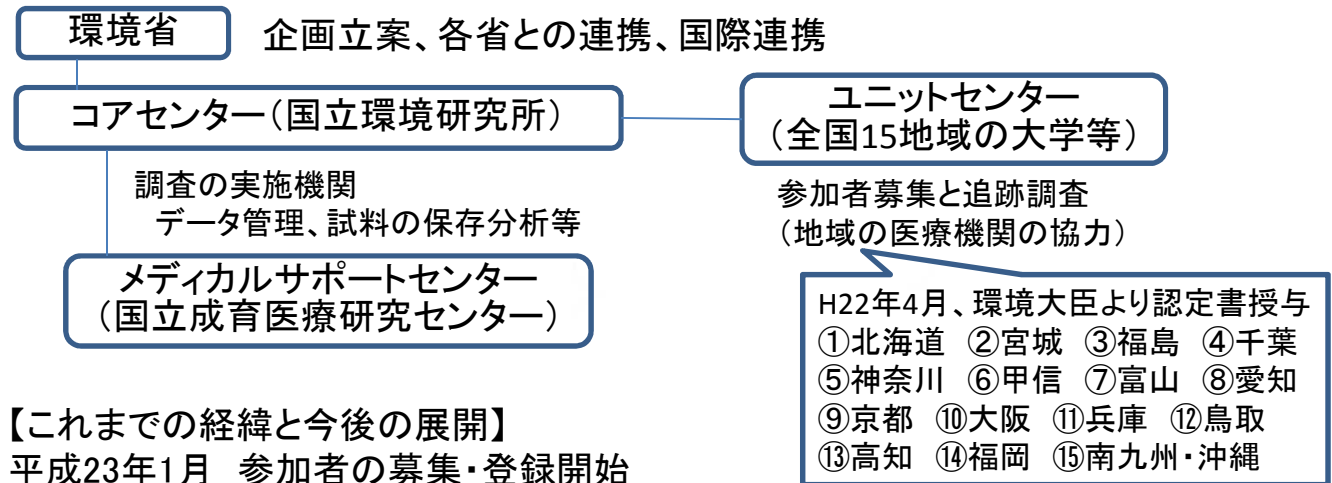 環境省
企画立案、各省との連携、国際連携
コアセンター(国立環境研究所)
ユニットセンター
(全国15地域の大学等)
調査の実施機関
データ管理、試料の保存分析等
参加者募集と追跡調査
(地域の医療機関の協力)
メディカルサポートセンター
(国立成育医療研究センター)
H22年4月、環境大臣より認定書授与
①北海道 ②宮城 ③福島 ④千葉
⑤神奈川 ⑥甲信 ⑦富山 ⑧愛知
⑨京都 ⑩大阪 ⑪兵庫 ⑫鳥取
⑬高知 ⑭福岡 ⑮南九州・沖縄
【これまでの経緯と今後の展開】
平成23年1月 参加者の募集・登録開始